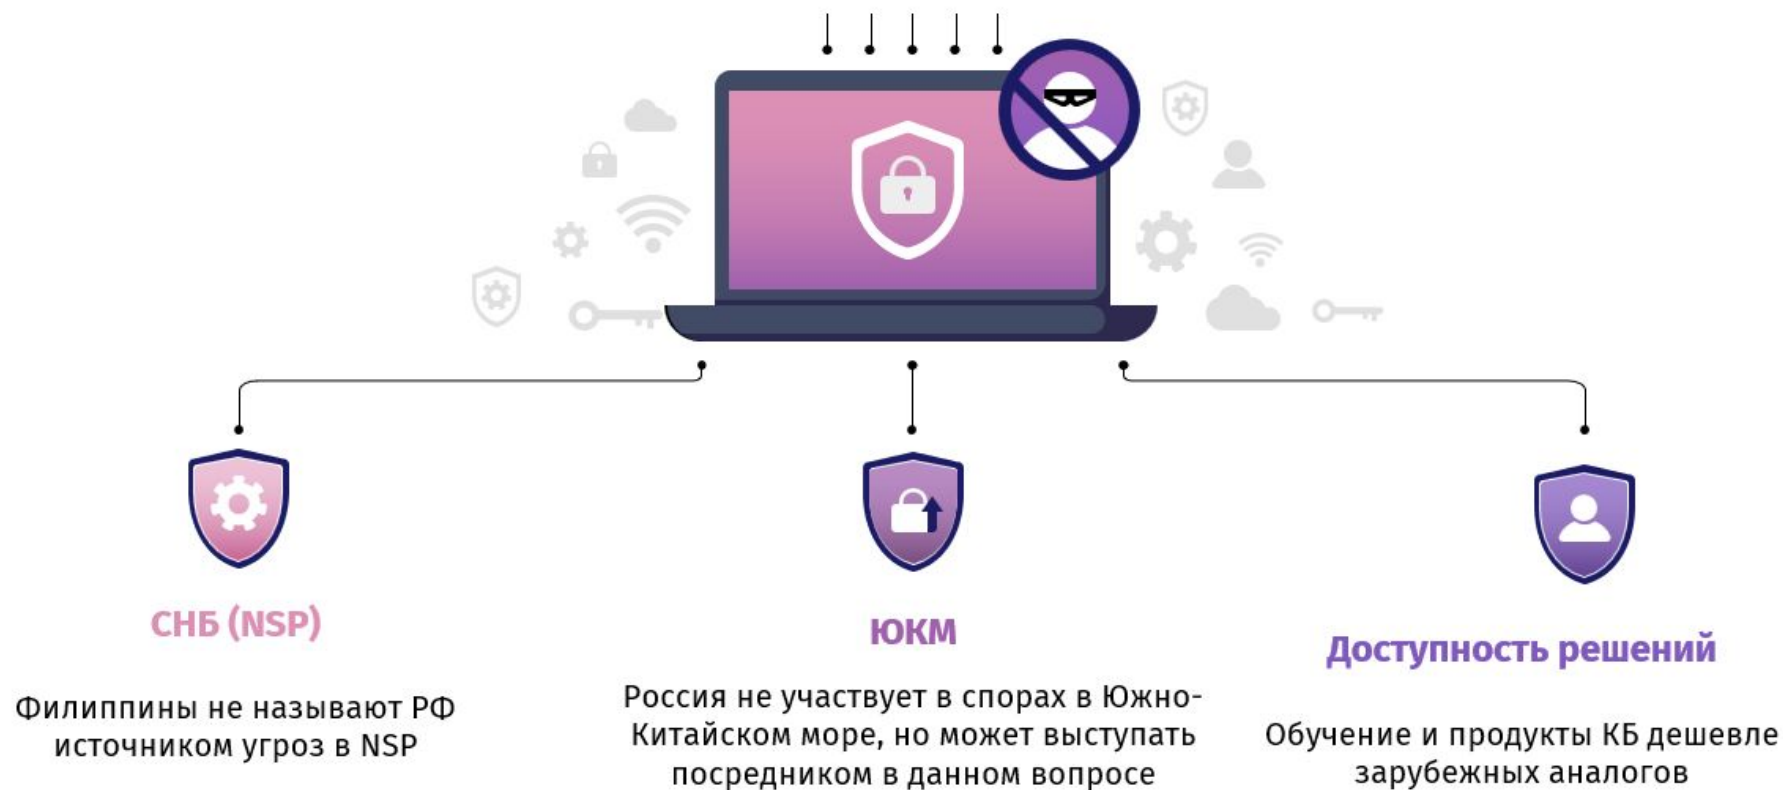 СНБ (NSP)
Филиппины не называют РФ
источником угроз в NSP
ЮКМ
Россия не участвует в спорах в Южно-
Китайском море, но может выступать
посредником в данном вопросе
Доступность решений
Обучение и продукты КБ дешевле
зарубежных аналогов